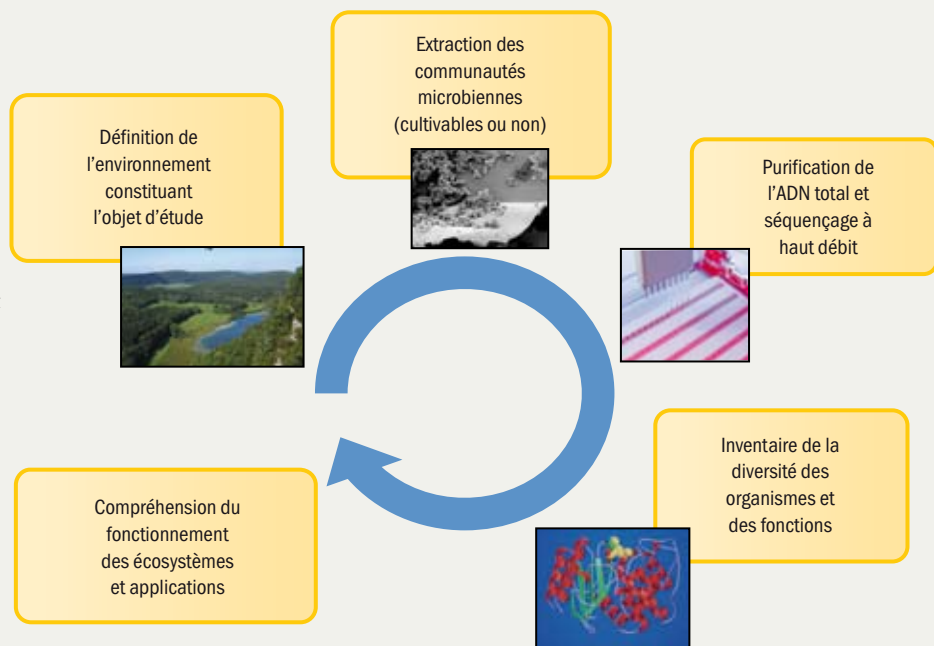 Définition de
l'environnement
constituant
l'objet d'étude
Extraction des
communautés
microbiennes
(cultivables ou non)
Purification de
l'ADN total et
séquençage à
haut débit
Inventaire de la
diversité des
organismes et
des fonctions
Compréhension du
fonctionnement
des écosystèmes
et applications